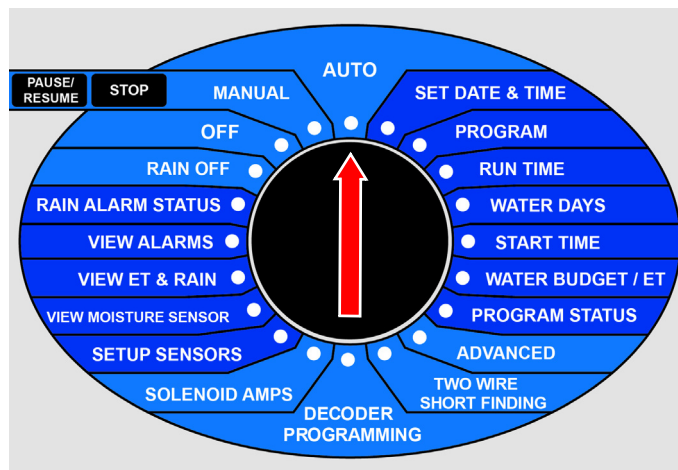 AUTO
PAUSE/
RESUME
STOP
MANUAL
OFF
RAIN OFF
RAIN ALARM STATUS
VIEW ALARMS
VIEW ET & RAIN
VIEW MOISTURE SENSOR
SETUP SENSORS
SOLENOID AMPS
DECODER
PROGRAMMING
SET DATE & TIME
PROGRAM
RUN TIME
WATER DAYS
START TIME
WATER BUDGET / ET
PROGRAM STATUS
ADVANCED
TWO WIRE
SHORT FINDING